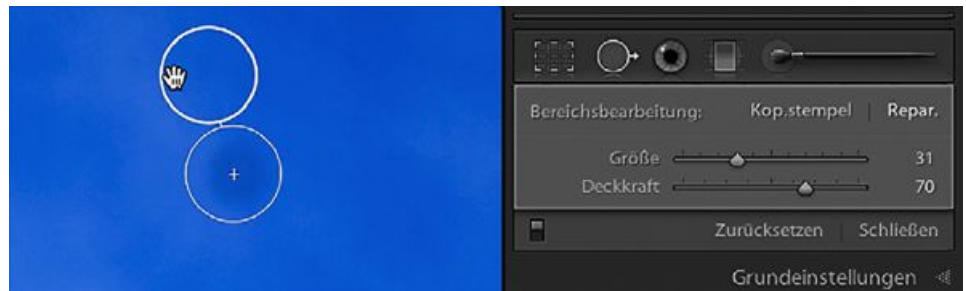 Bereichsbearbeitung: Kop.stempel | Repar.
Größe 31
Deckkraft 70
Zurücksetzen | Schließen
Grundeinstellungen